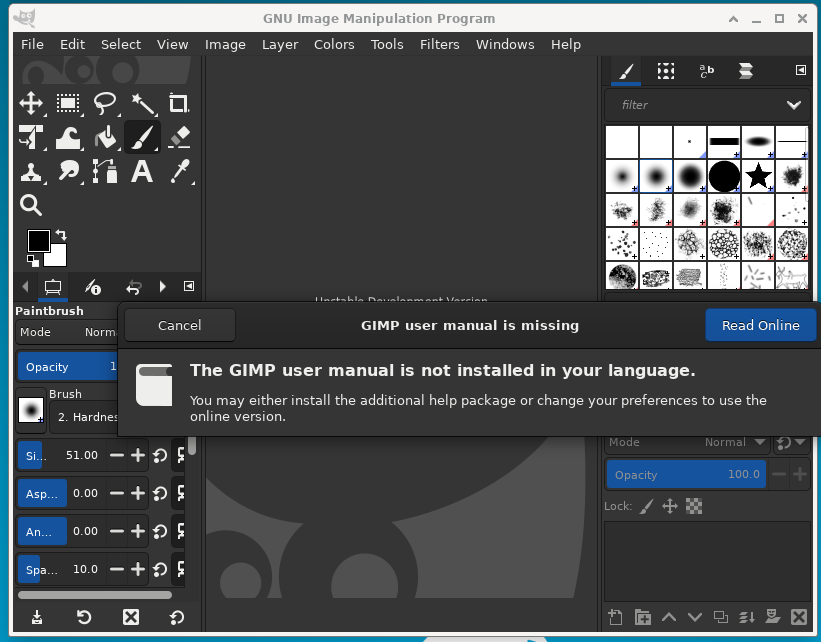 GNU Image Manipulation Program
File Edit Select View Image Layer Colors Tools Filters Windows Help
filter
Unstable Development Version
Paintbrush
Mode Norm
Opacity 1
Brush
2. Hardnes
Si... 51.00
Asp... 0.00
An... 0.00
Spa... 10.0
Cancel
GIMP user manual is missing
Read Online
The GIMP user manual is not installed in your language.
You may either install the additional help package or change your preferences to use the
online version.
Mode Normal
Opacity 100.0
Lock: